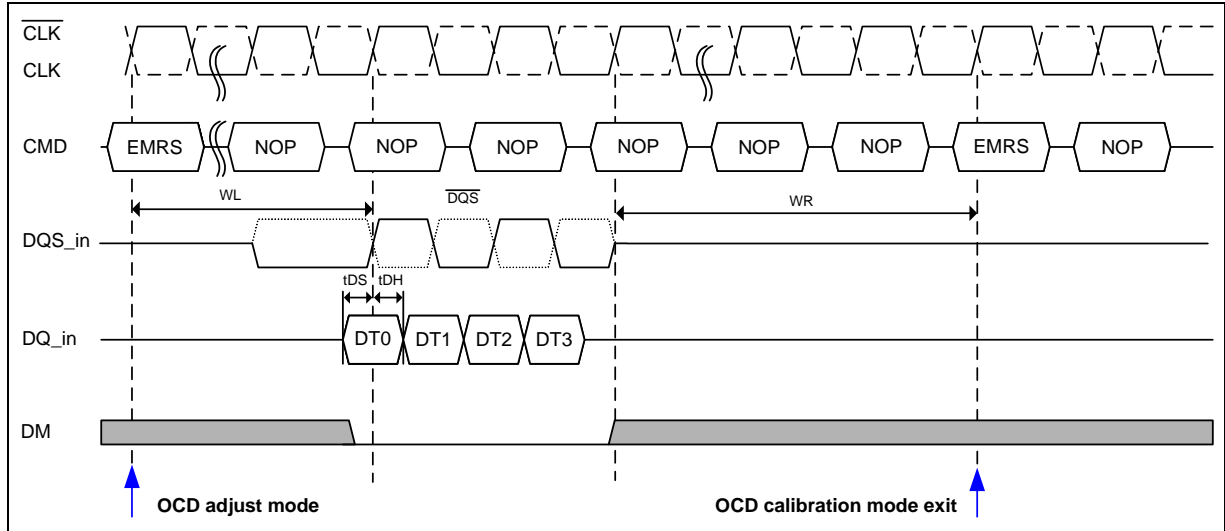 CLK
CLK
CMD EMRS NOP NOP NOP NOP NOP NOP EMRS NOP
WL DQS WR
DQS_in
tDS tDH
DQ_in DT0 DT1 DT2 DT3
DM
OCD adjust mode OCD calibration mode exit